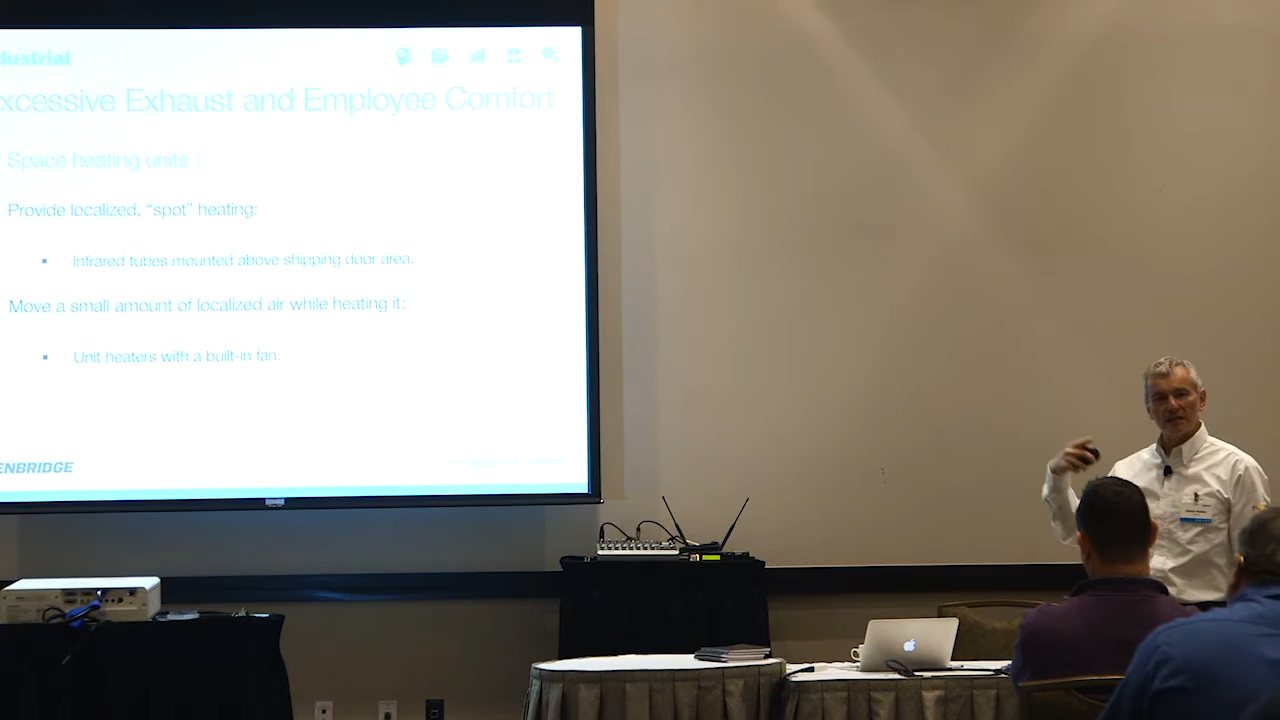 dustrial
xcessive Exhaust and Employee Comfort
Space heating units :
Provide localized, “spot” heating:
▪ Infrared tubes mounted above shipping door area.
Move a small amount of localized air while heating it:
▪ Unit heaters with a built-in fan.
ENBRIDGE